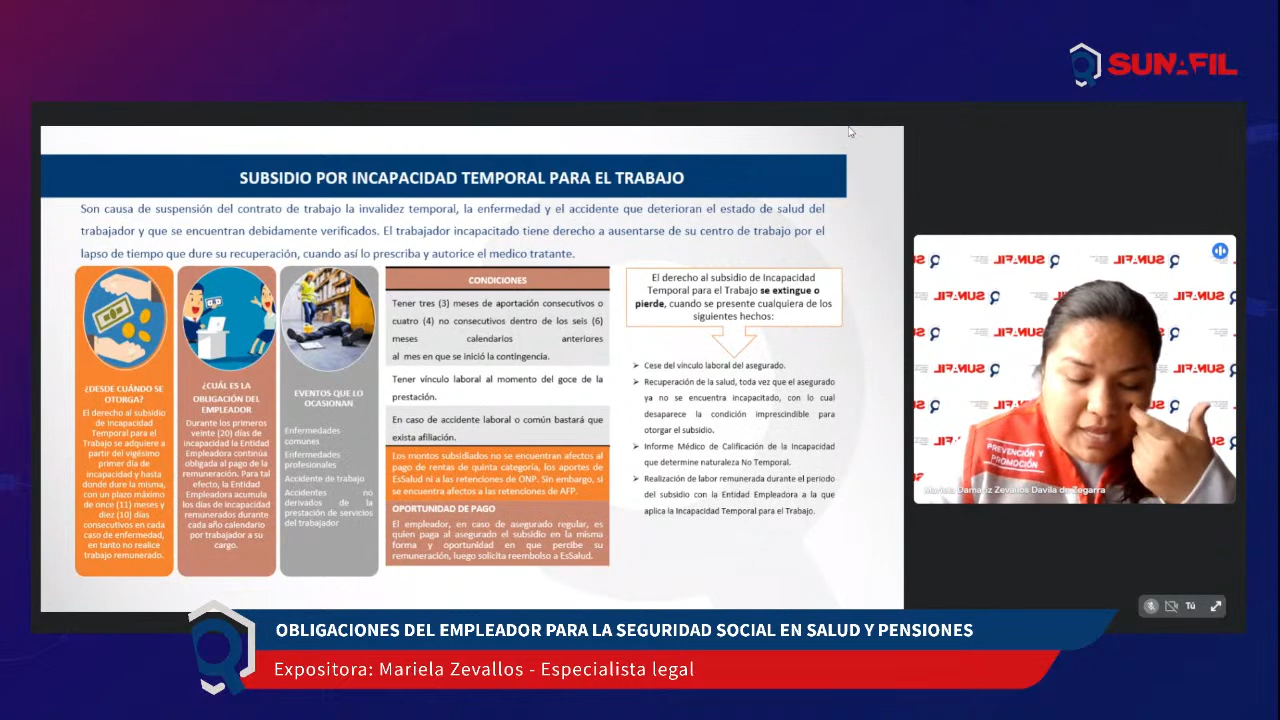 SUNAFIL
SUBSIDIO POR INCAPACIDAD TEMPORAL PARA EL TRABAJO
Son causa de suspensión del contrato de trabajo la invalidez temporal, la enfermedad y el accidente que deterioran el estado de salud del
trabajador y que se encuentran debidamente verificados. El trabajador incapacitado tiene derecho a ausentarse de su centro de trabajo por el
lapso de tiempo que dure su recuperación, cuando así lo prescriba y autorice el medico tratante.
¿DESDE CUÁNDO SE
OTORGA?
El derecho al subsidio
de Incapacidad
Temporal para el
Trabajo se adquiere a
partir del vigésimo
primer día de
incapacidad y hasta
donde dure la misma,
con un plazo máximo
de once (11) meses y
diez (10) días
consecutivos en cada
caso de enfermedad,
en tanto no realice
trabajo remunerado.
¿CUÁL ES LA
OBLIGACIÓN DEL
EMPLEADOR
Durante los primeros
veinte (20) días de
incapacidad la Entidad
Empleadora continúa
obligada al pago de la
remuneración. Para tal
efecto, la Entidad
Empleadora acumula
los días de incapacidad
remunerados durante
cada año calendario
por trabajador a su
cargo.
EVENTOS QUE LO
OCASIONAN
Enfermedades
comunes
Enfermedades
profesionales
Accidente de trabajo
Accidentes no
derivados de la
prestación de servicios
del trabajador
CONDICIONES
Tener tres (3) meses de aportación consecutivos o
cuatro (4) no consecutivos dentro de los seis (6)
meses calendarios anteriores
al mes en que se inició la contingencia.
Tener vínculo laboral al momento del goce de la
prestación.
En caso de accidente laboral o común bastará que
exista afiliación.
Los montos subsidiados no se encuentran afectos al
pago de rentas de quinta categoría, los aportes de
EsSalud ni a las retenciones de ONP. Sin embargo, si
se encuentra afectos a las retenciones de AFP.
OPORTUNIDAD DE PAGO
El empleador, en caso de asegurado regular, es
quien paga al asegurado el subsidio en la misma
forma y oportunidad en que percibe su
remuneración, luego solicita reembolso a EsSalud.
El derecho al subsidio de Incapacidad
Temporal para el Trabajo se extingue o
pierde, cuando se presente cualquiera de los
siguientes hechos:
➢ Cese del vínculo laboral del asegurado.
➢ Recuperación de la salud, toda vez que el asegurado
ya no se encuentra incapacitado, con lo cual
desaparece la condición imprescindible para
otorgar el subsidio.
➢ Informe Médico de Calificación de la Incapacidad
que determine naturaleza No Temporal.
➢ Realización de labor remunerada durante el periodo
del subsidio con la Entidad Empleadora a la que
aplica la Incapacidad Temporal para el Trabajo.
SUNAFIL
PREVENCIÓN Y
PROMOCIÓN
Mariela Damariz Zevallos Davila de Zegarra
Tú
OBLIGACIONES DEL EMPLEADOR PARA LA SEGURIDAD SOCIAL EN SALUD Y PENSIONES
Expositora: Mariela Zevallos - Especialista legal